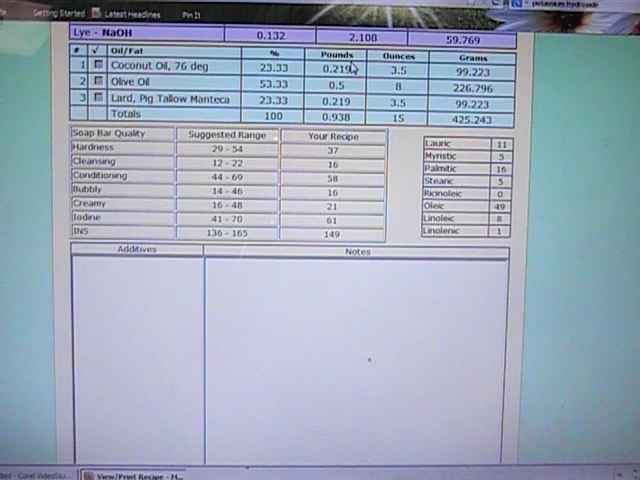 Getting Started Latest Headlines Pin It potassium hydroxide
Lye - NaOH 0.132 2.108 59.769
# √ Oil/Fat % Pounds Ounces Grams
1 Coconut Oil, 76 deg 23.33 0.219 3.5 99.223
2 Olive Oil 53.33 0.5 8 226.796
3 Lard, Pig Tallow Manteca 23.33 0.219 3.5 99.223
Totals 100 0.938 15 425.243
Soap Bar Quality Suggested Range Your Recipe
Hardness 29 - 54 37
Cleansing 12 - 22 16
Conditioning 44 - 69 58
Bubbly 14 - 46 16
Creamy 16 - 48 21
Iodine 41 - 70 61
INS 136 - 165 149
Lauric 11
Myristic 5
Palmitic 16
Stearic 5
Ricinoleic 0
Oleic 49
Linoleic 8
Linolenic 1
Additives Notes
Corel VideoStu... View/Print Recipe - M...